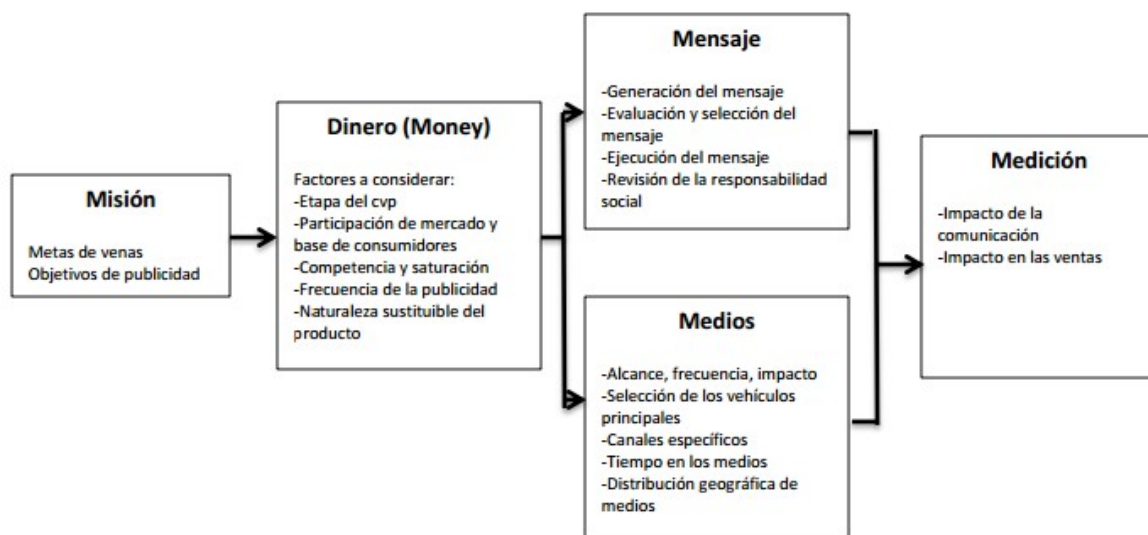 Misión
Metas de venas
Objetivos de publicidad
Dinero (Money)
Factores a considerar:
-Etapa del cvp
-Participación de mercado y
base de consumidores
-Competencia y saturación
-Frecuencia de la publicidad
-Naturaleza sustituible del
producto
Mensaje
-Generación del mensaje
-Evaluación y selección del
mensaje
-Ejecución del mensaje
-Revisión de la responsabilidad
social
Medios
-Alcance, frecuencia, impacto
-Selección de los vehículos
principales
-Canales específicos
-Tiempo en los medios
-Distribución geográfica de
medios
Medición
-Impacto de la
comunicación
-Impacto en las ventas